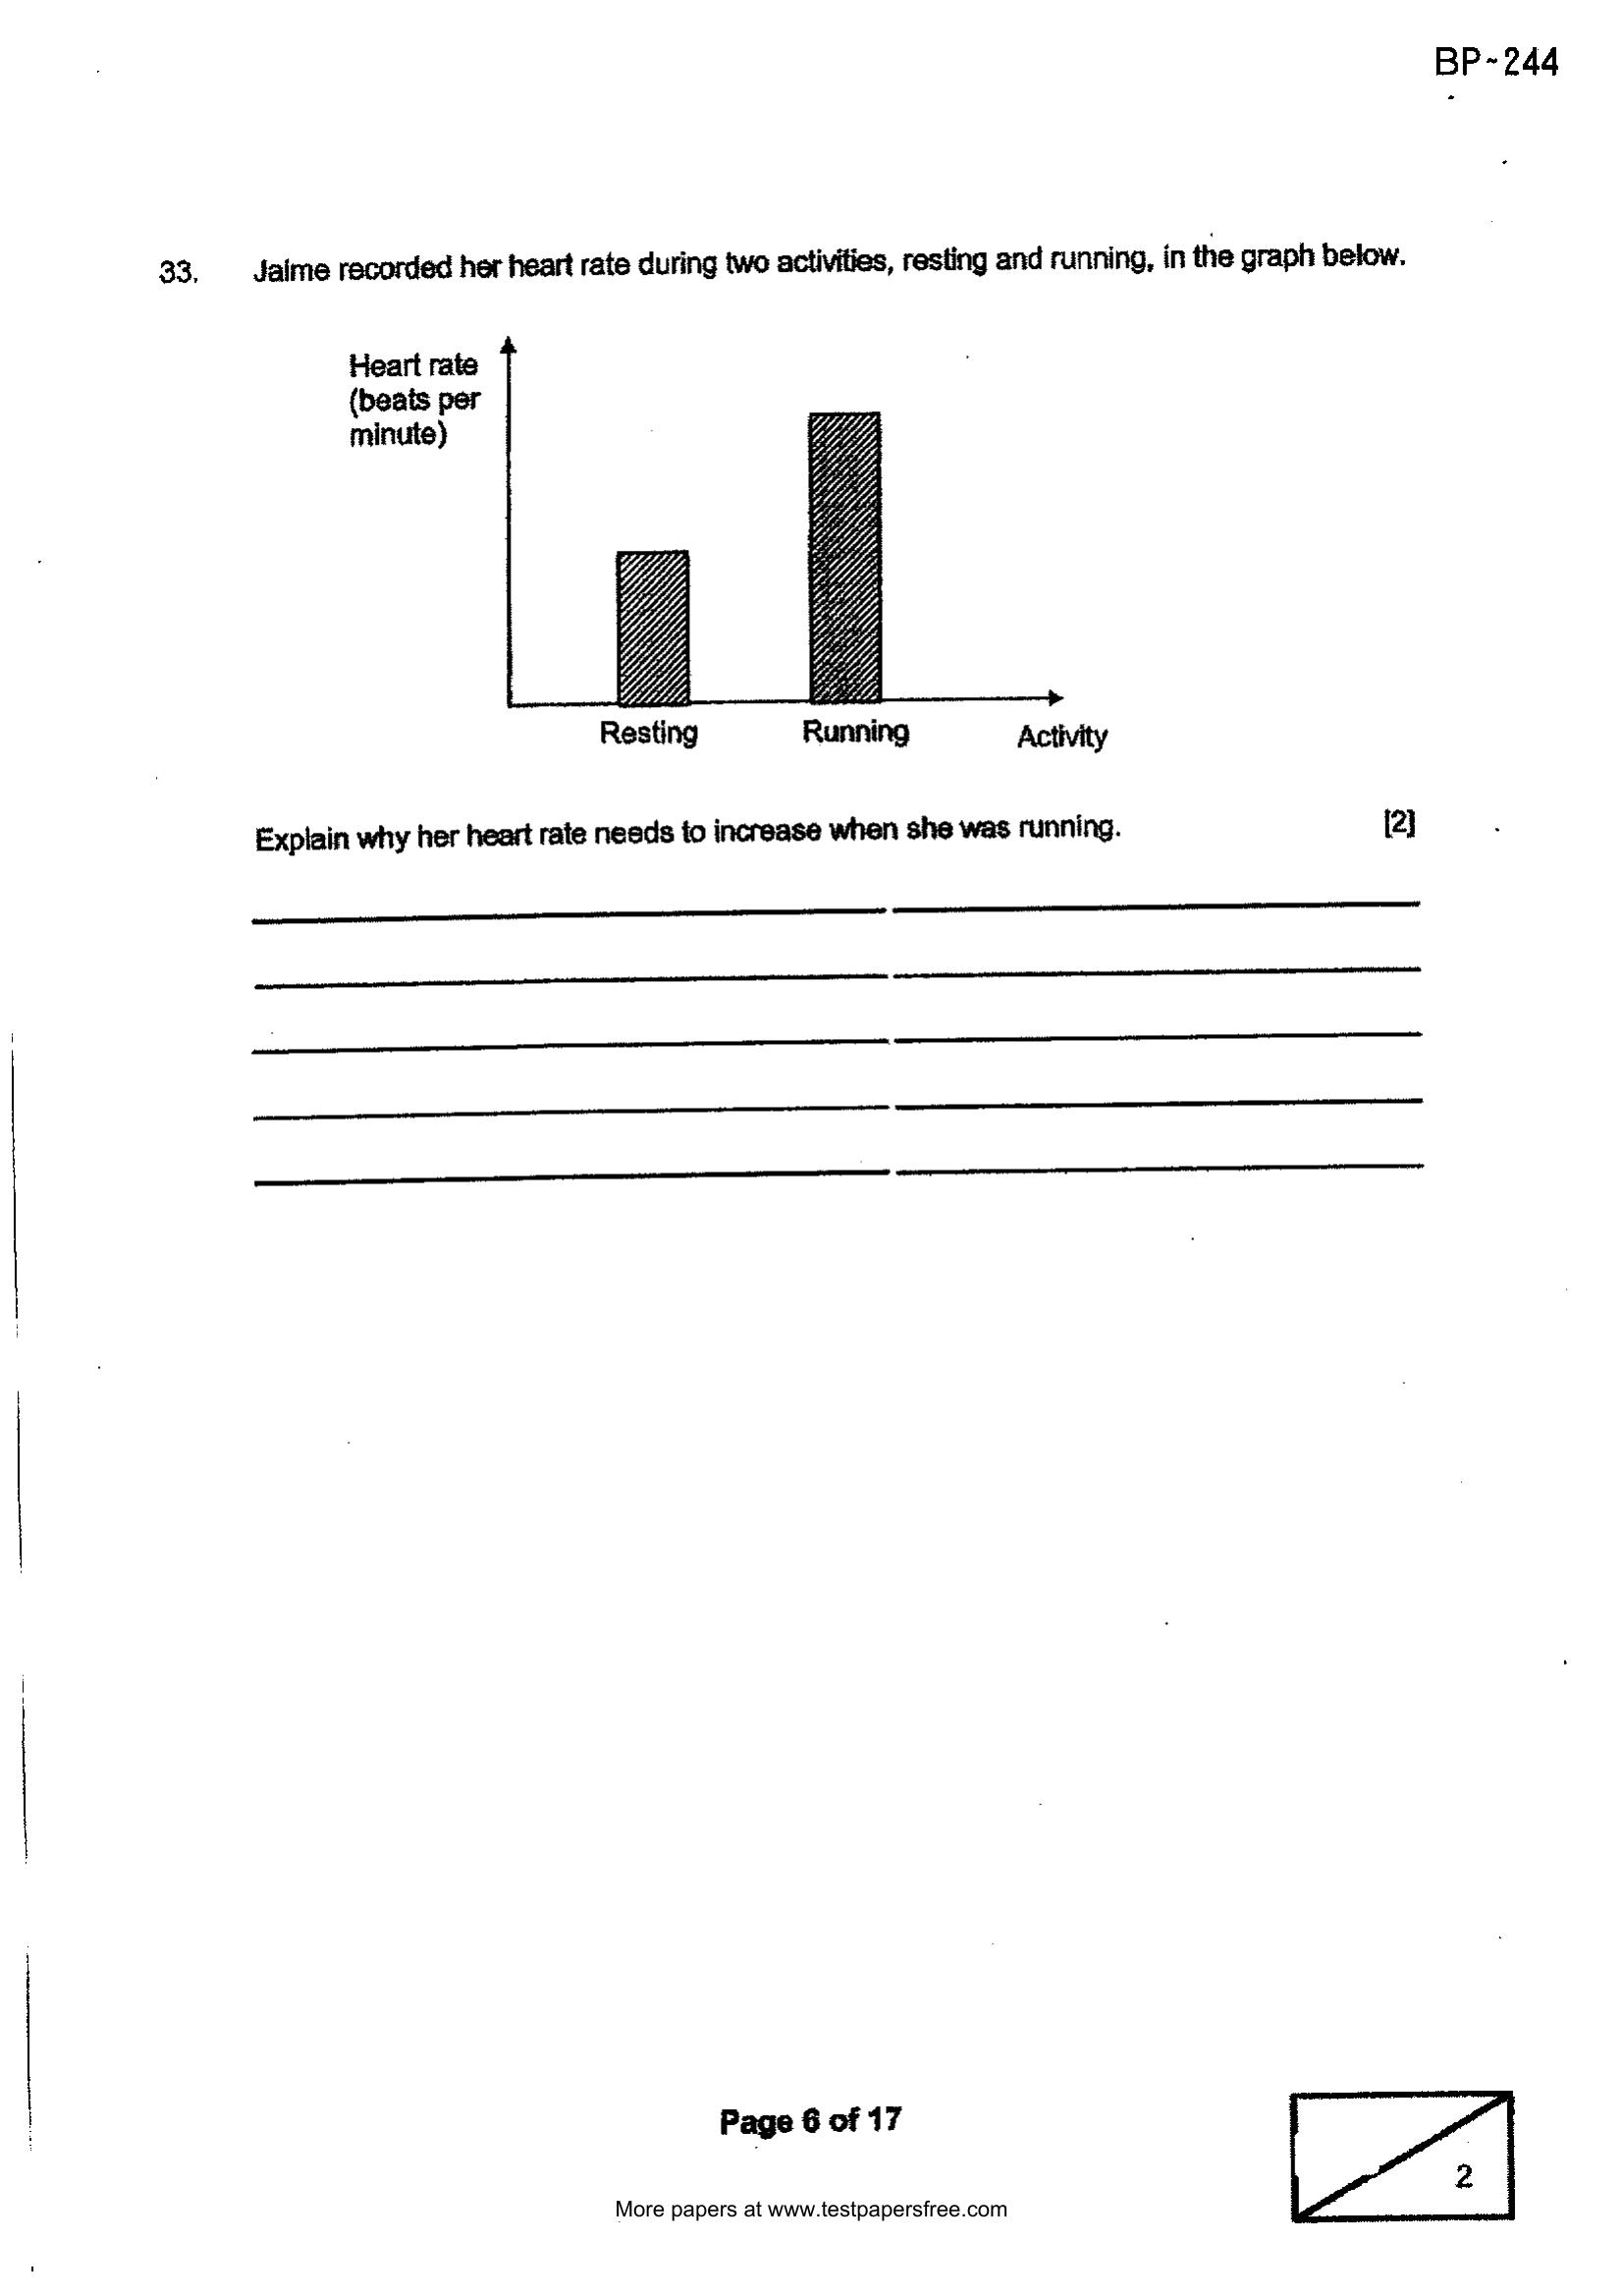 BP~244
33. Jaime recorded her heart rate during two activities, resting and running, in the graph below.
Heart rate
(beats per
minute)
Resting Running Activity
Explain why her heart rate needs to increase when she was running. [2]
Page 6 of 17
2
More papers at www.testpapersfree.com